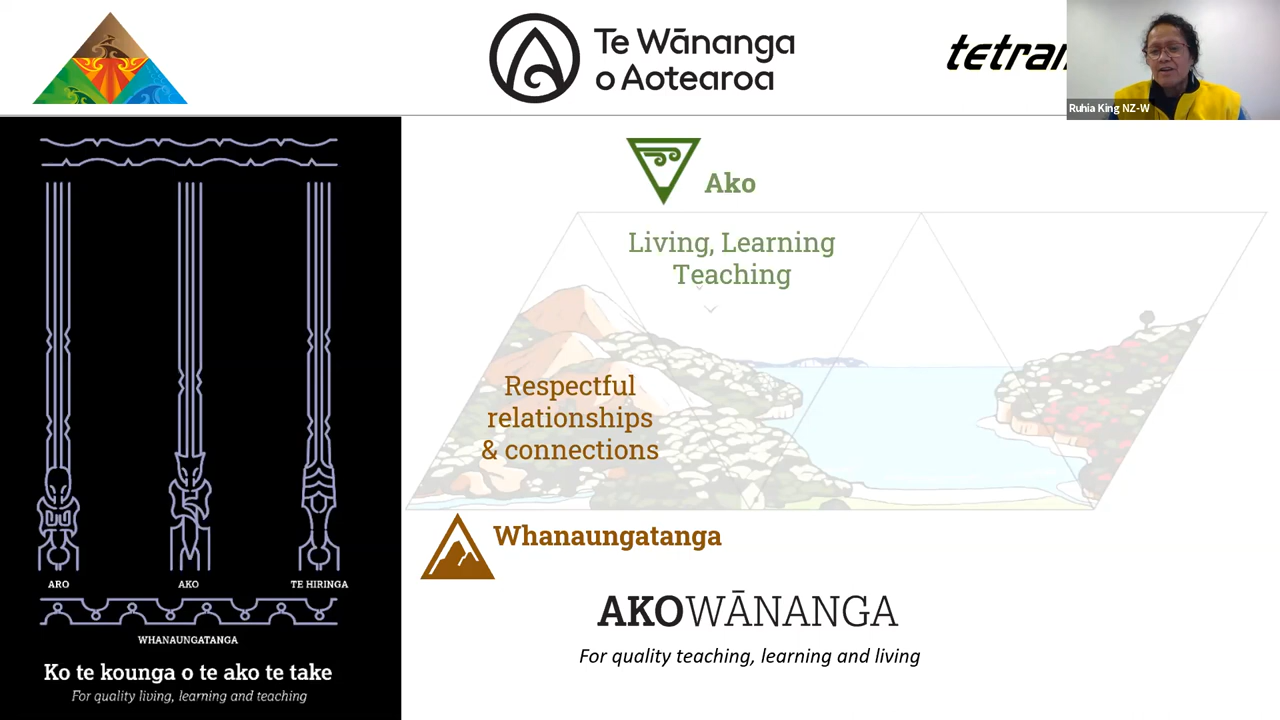 Te Wānanga
o Aotearoa
Ruhia King NZ-W
Ako
Living, Learning
Teaching
Respectful
relationships
& connections
Whanaungatanga
AKOWĀNANGA
For quality teaching, learning and living
ARO
AKO
TE HIRINGA
WHANAUNGATANGA
Ko te kounga o te ako te take
For quality living, learning and teaching